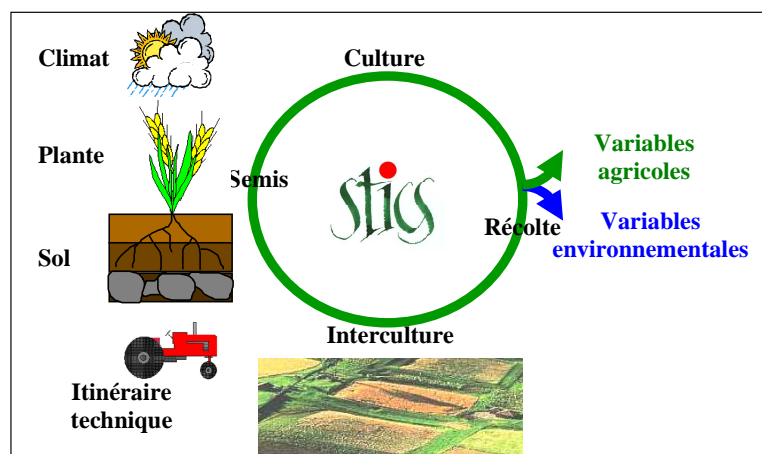 Climat
Culture
Plante
Variables
agricoles
Semis
stics
Récolte
Variables
environnementales
Sol
Interculture
Itinéraire
technique